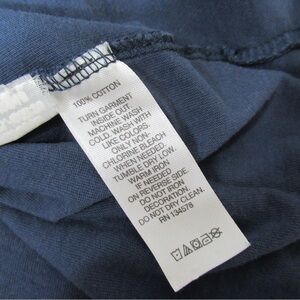 100% COTTON
TURN GARMENT
INSIDE OUT.
MACHINE WASH
COLD. WASH WITH
LIKE COLORS.
ONLY NON-
CHLORINE BLEACH
WHEN NEEDED.
TUMBLE DRY LOW.
WARM IRON
IF NEEDED
ON REVERSE SIDE.
DO NOT IRON
DECORATION.
DO NOT DRY CLEAN.
RN 134578